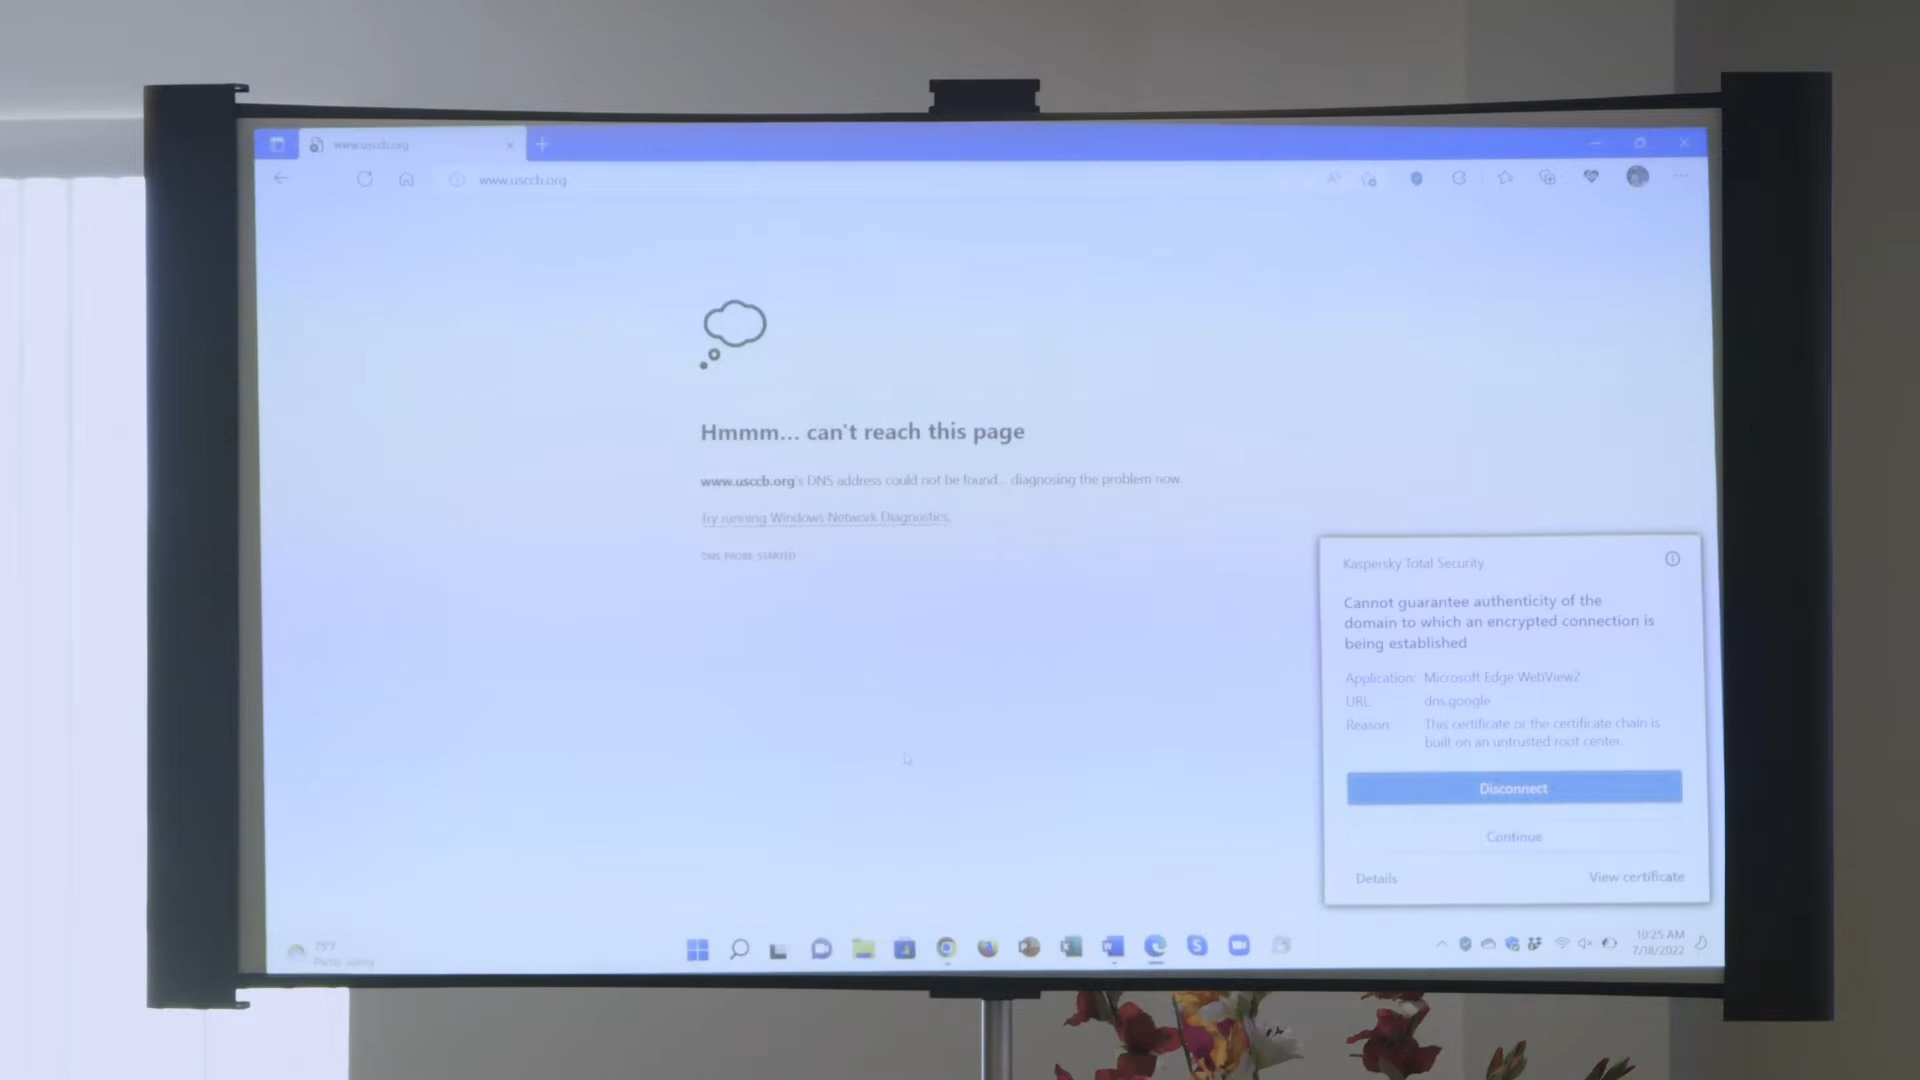 www.usccb.org
www.usccb.org
Hmmm... can't reach this page
www.usccb.org's DNS address could not be found... diagnosing the problem now.
Try running Windows Network Diagnostics.
DNS_PROBE_STARTED
Kaspersky Total Security
Cannot guarantee authenticity of the
domain to which an encrypted connection is
being established
Application: Microsoft Edge WebView2
URL: dns.google
Reason: This certificate or the certificate chain is
built on an untrusted root center.
Disconnect
Continue
Details
View certificate
79°F
Partly sunny
10:25 AM
7/18/2022